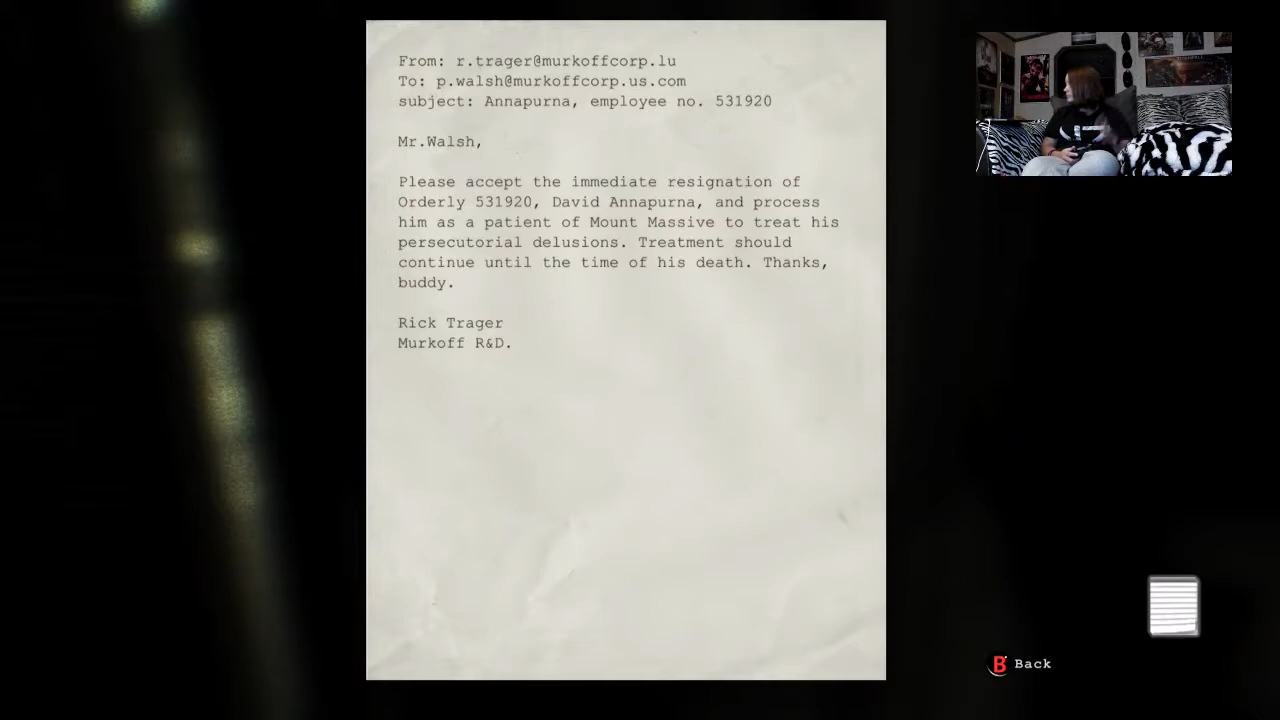 From: r.trager@murkoffcorp.lu
To: p.walsh@murkoffcorp.us.com
subject: Annapurna, employee no. 531920
Mr.Walsh,
Please accept the immediate resignation of
Orderly 531920, David Annapurna, and process
him as a patient of Mount Massive to treat his
persecutorial delusions. Treatment should
continue until the time of his death. Thanks,
buddy.
Rick Trager
Murkoff R&D.
B Back